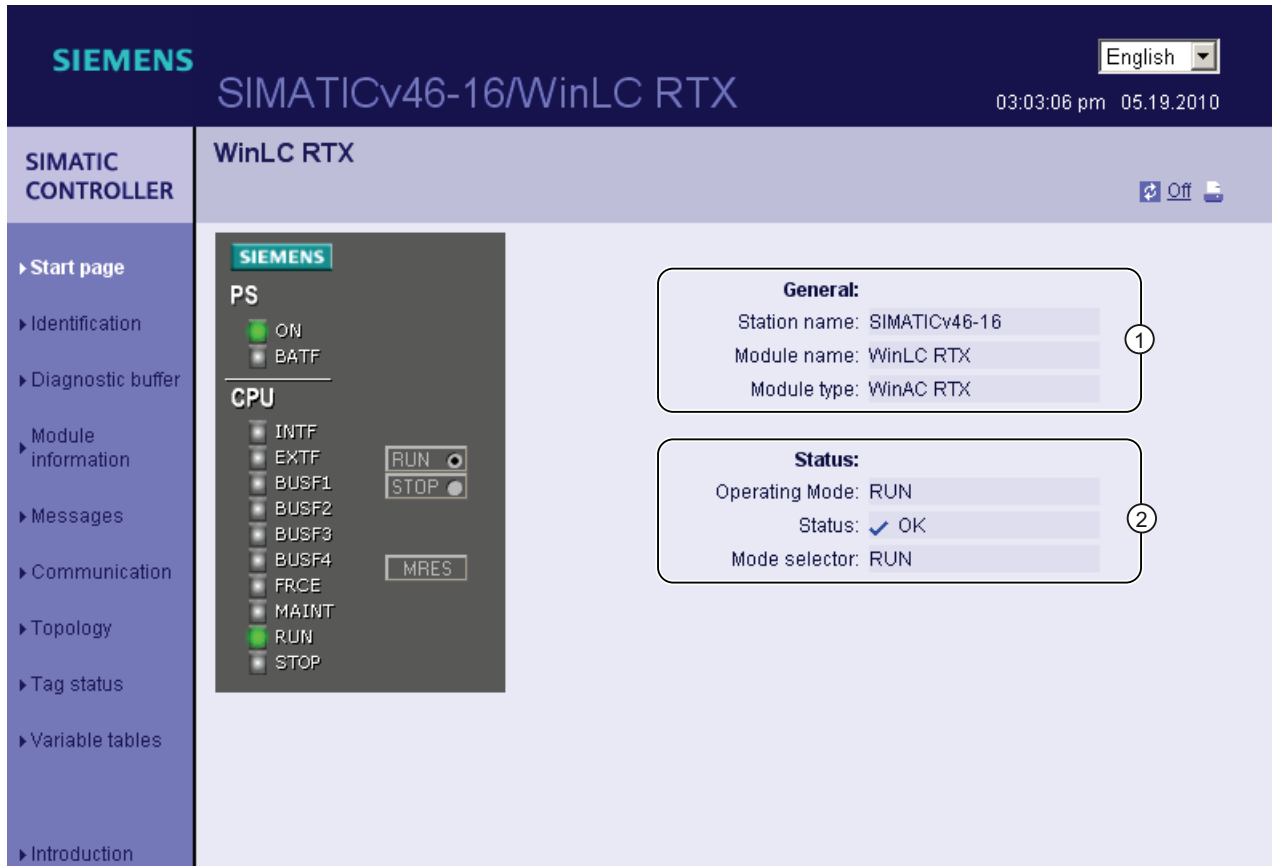 SIEMENS
SIMATICv46-16/WinLC RTX
English
03:03:06 pm 05.19.2010
SIMATIC
CONTROLLER
WinLC RTX
Off
Start page
Identification
Diagnostic buffer
Module
information
Messages
Communication
Topology
Tag status
Variable tables
Introduction
SIEMENS
PS
ON
BATF
CPU
INTF
EXTF
BUSF1
BUSF2
BUSF3
BUSF4
FRCE
MAINT
RUN
STOP
RUN
STOP
MRES
General:
Station name: SIMATICv46-16
Module name: WinLC RTX
Module type: WinAC RTX
1
Status:
Operating Mode: RUN
Status: OK
Mode selector: RUN
2